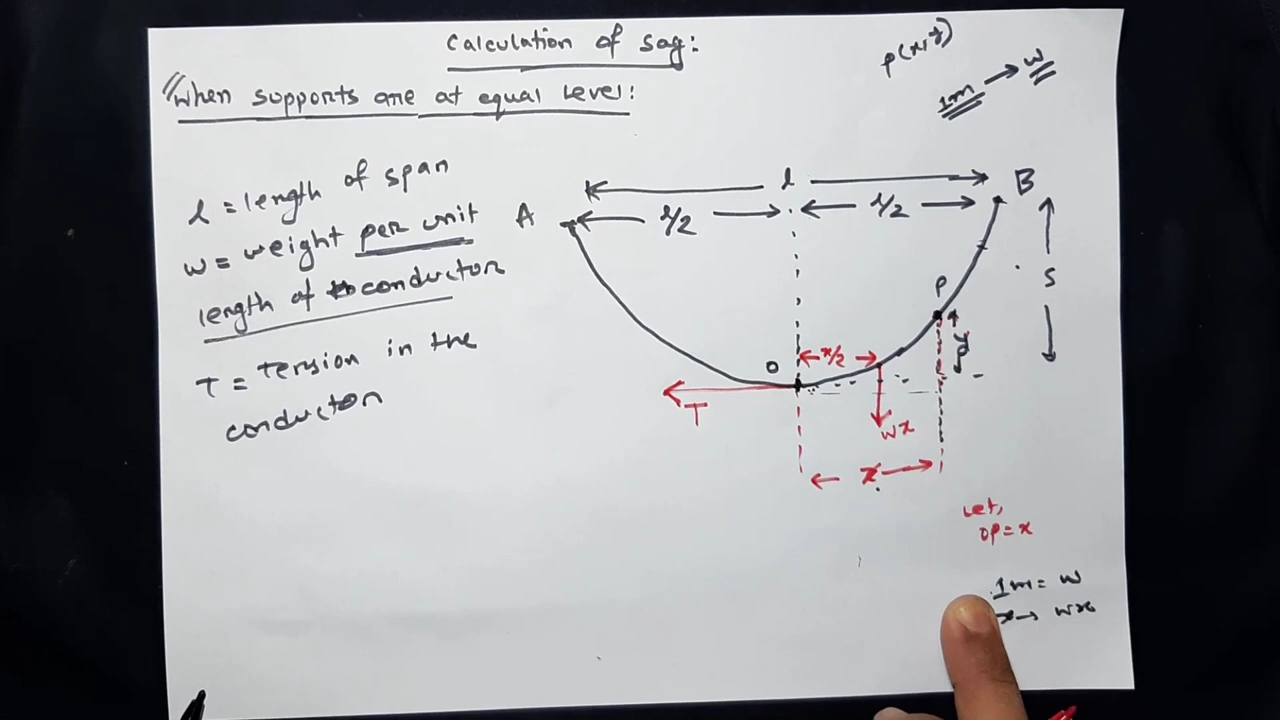 Calculation of sag:
When supports are at equal Level:
P(x,y)
1m → w
l = length of span
w = weight per unit
length of conductor
T = tension in the
conductor
l
A
B
l/2
l/2
S
P
y
O
x/2
T
wx
x
Let,
OP = x
1m = w
x → wx